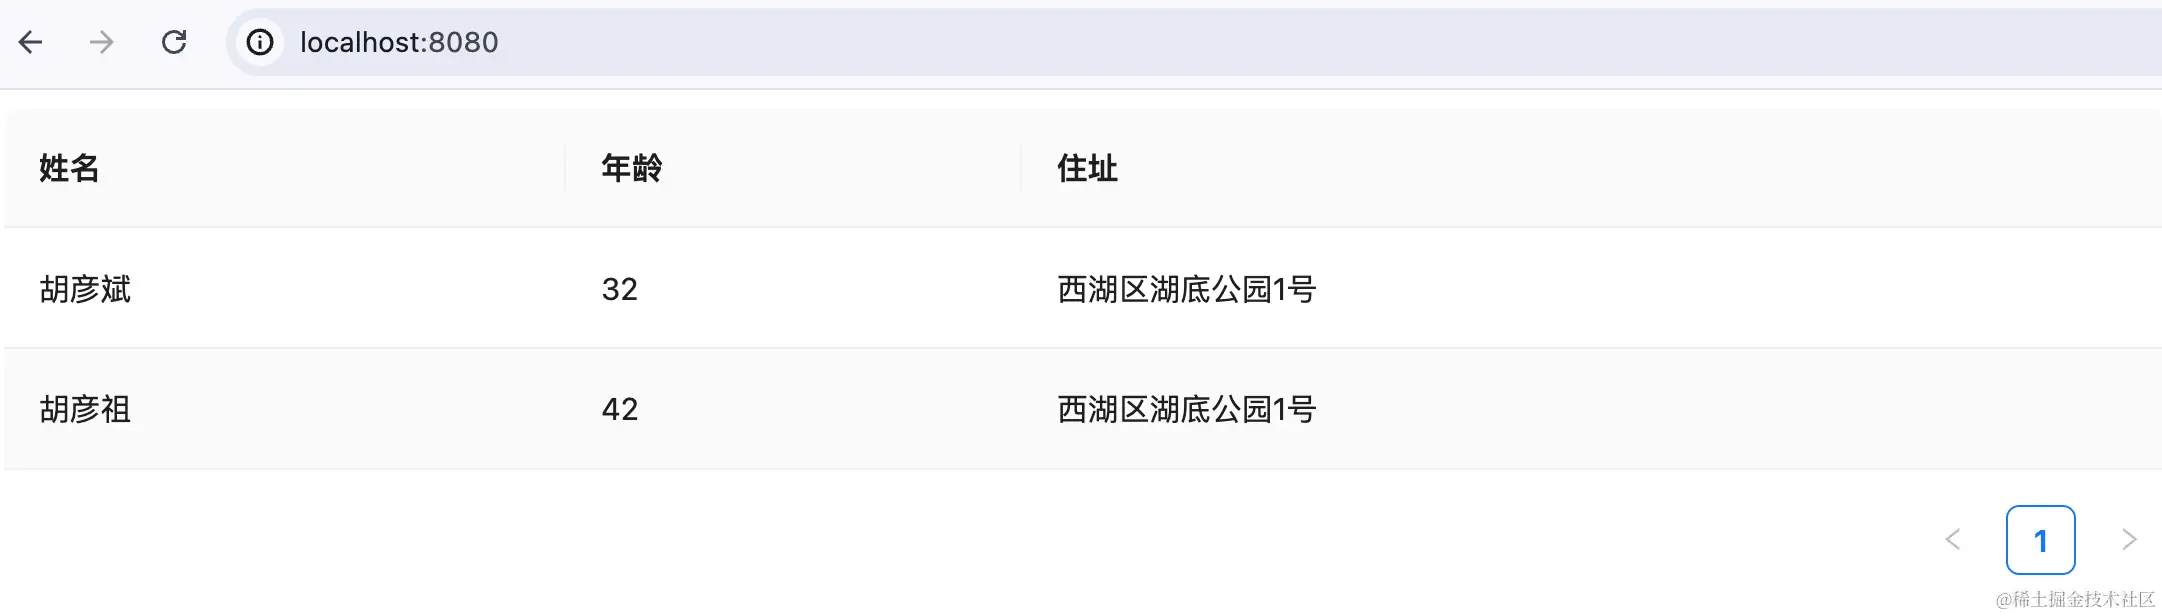 localhost:8080
姓名 年龄 住址
胡彦斌 32 西湖区湖底公园1号
胡彦祖 42 西湖区湖底公园1号
1
@稀土掘金技术社区